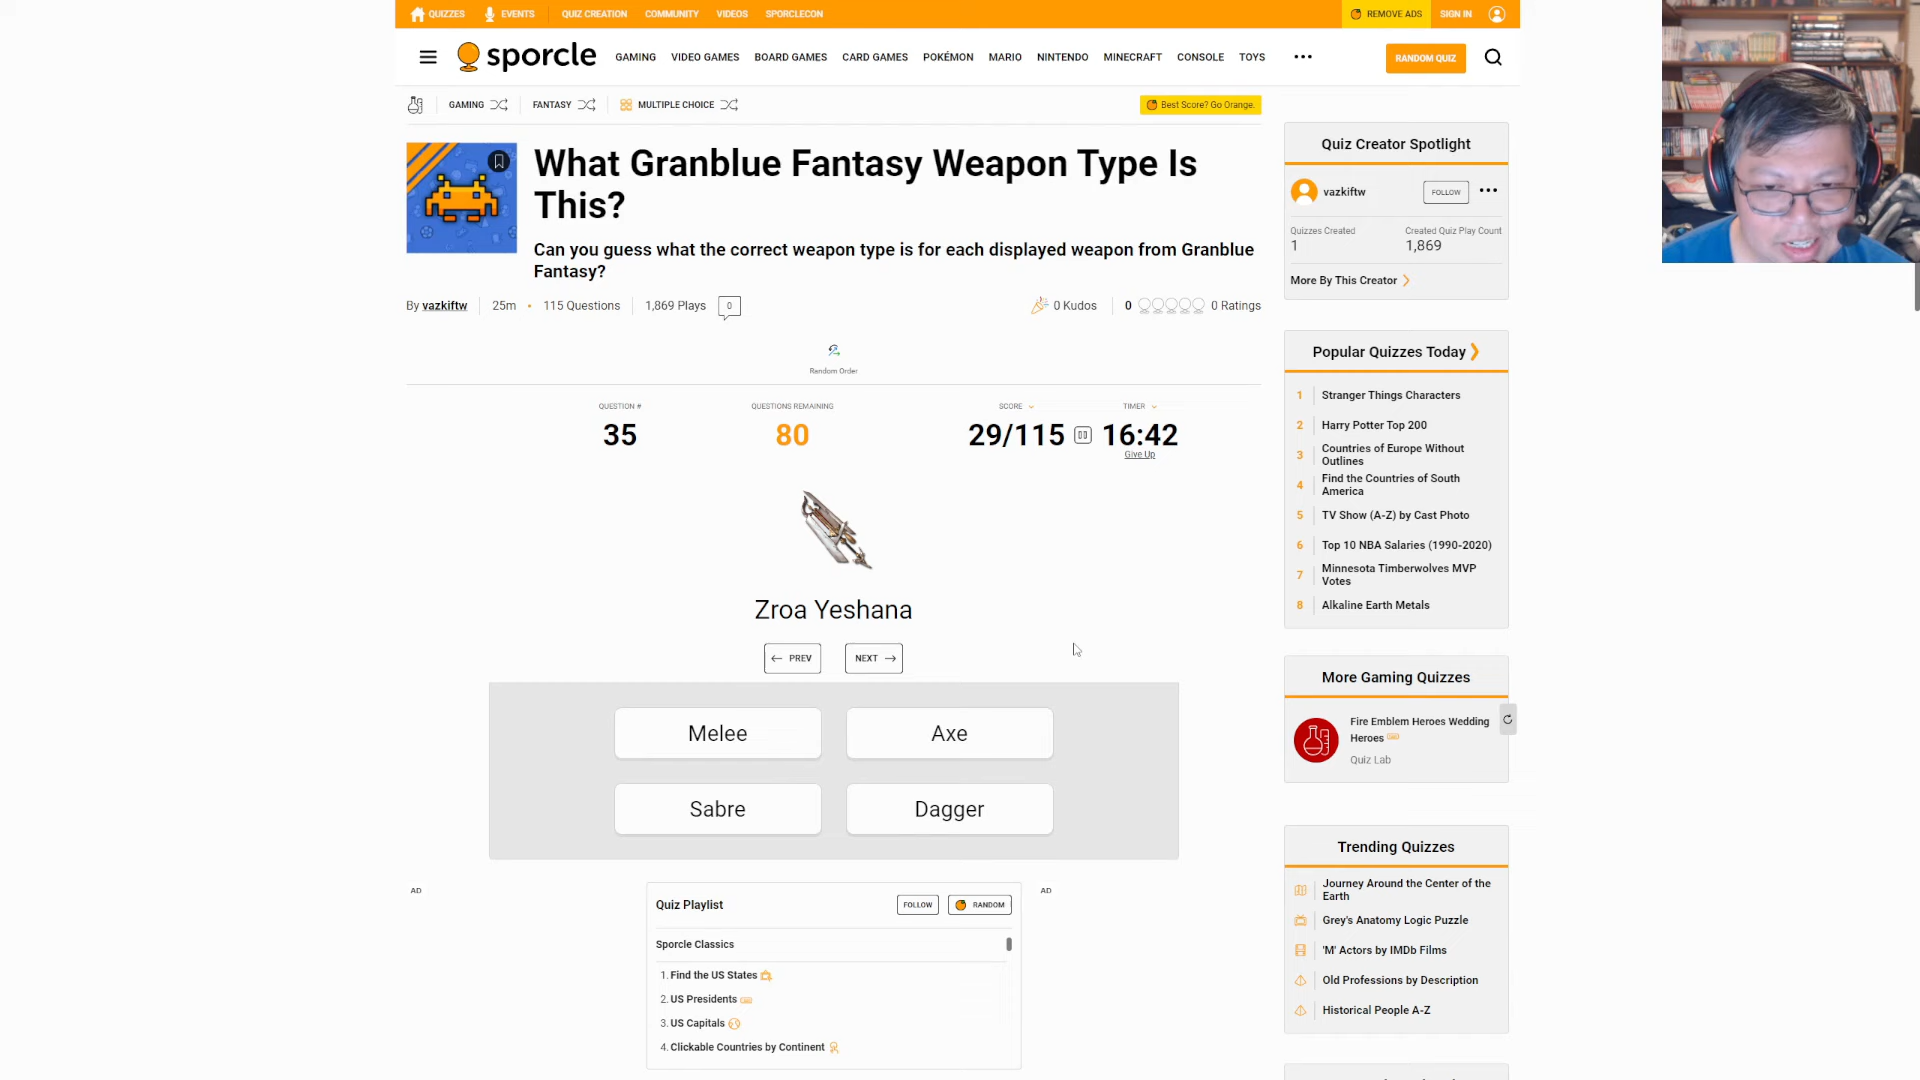 QUIZZES EVENTS QUIZ CREATION COMMUNITY VIDEOS SPORCLECON REMOVE ADS SIGN IN
sporcle GAMING VIDEO GAMES BOARD GAMES CARD GAMES POKÉMON MARIO NINTENDO MINECRAFT CONSOLE TOYS ••• RANDOM QUIZ
GAMING FANTASY MULTIPLE CHOICE Best Score? Go Orange.
What Granblue Fantasy Weapon Type Is
This?
Can you guess what the correct weapon type is for each displayed weapon from Granblue
Fantasy?
By vazkiftw 25m • 115 Questions 1,869 Plays 0 0 Kudos 0 0 Ratings
Random Order
QUESTION # QUESTIONS REMAINING SCORE TIMER
35 80 29/115 16:42
Give Up
Zroa Yeshana
← PREV NEXT →
Melee Axe
Sabre Dagger
AD
Quiz Playlist FOLLOW RANDOM
Sporcle Classics
1. Find the US States
2. US Presidents
3. US Capitals
4. Clickable Countries by Continent
AD
Quiz Creator Spotlight
vazkiftw FOLLOW •••
Quizzes Created Created Quiz Play Count
1 1,869
More By This Creator
Popular Quizzes Today
1 Stranger Things Characters
2 Harry Potter Top 200
3 Countries of Europe Without
Outlines
4 Find the Countries of South
America
5 TV Show (A-Z) by Cast Photo
6 Top 10 NBA Salaries (1990-2020)
7 Minnesota Timberwolves MVP
Votes
8 Alkaline Earth Metals
More Gaming Quizzes
Fire Emblem Heroes Wedding
Heroes
Quiz Lab
Trending Quizzes
Journey Around the Center of the
Earth
Grey's Anatomy Logic Puzzle
'M' Actors by IMDb Films
Old Professions by Description
Historical People A-Z